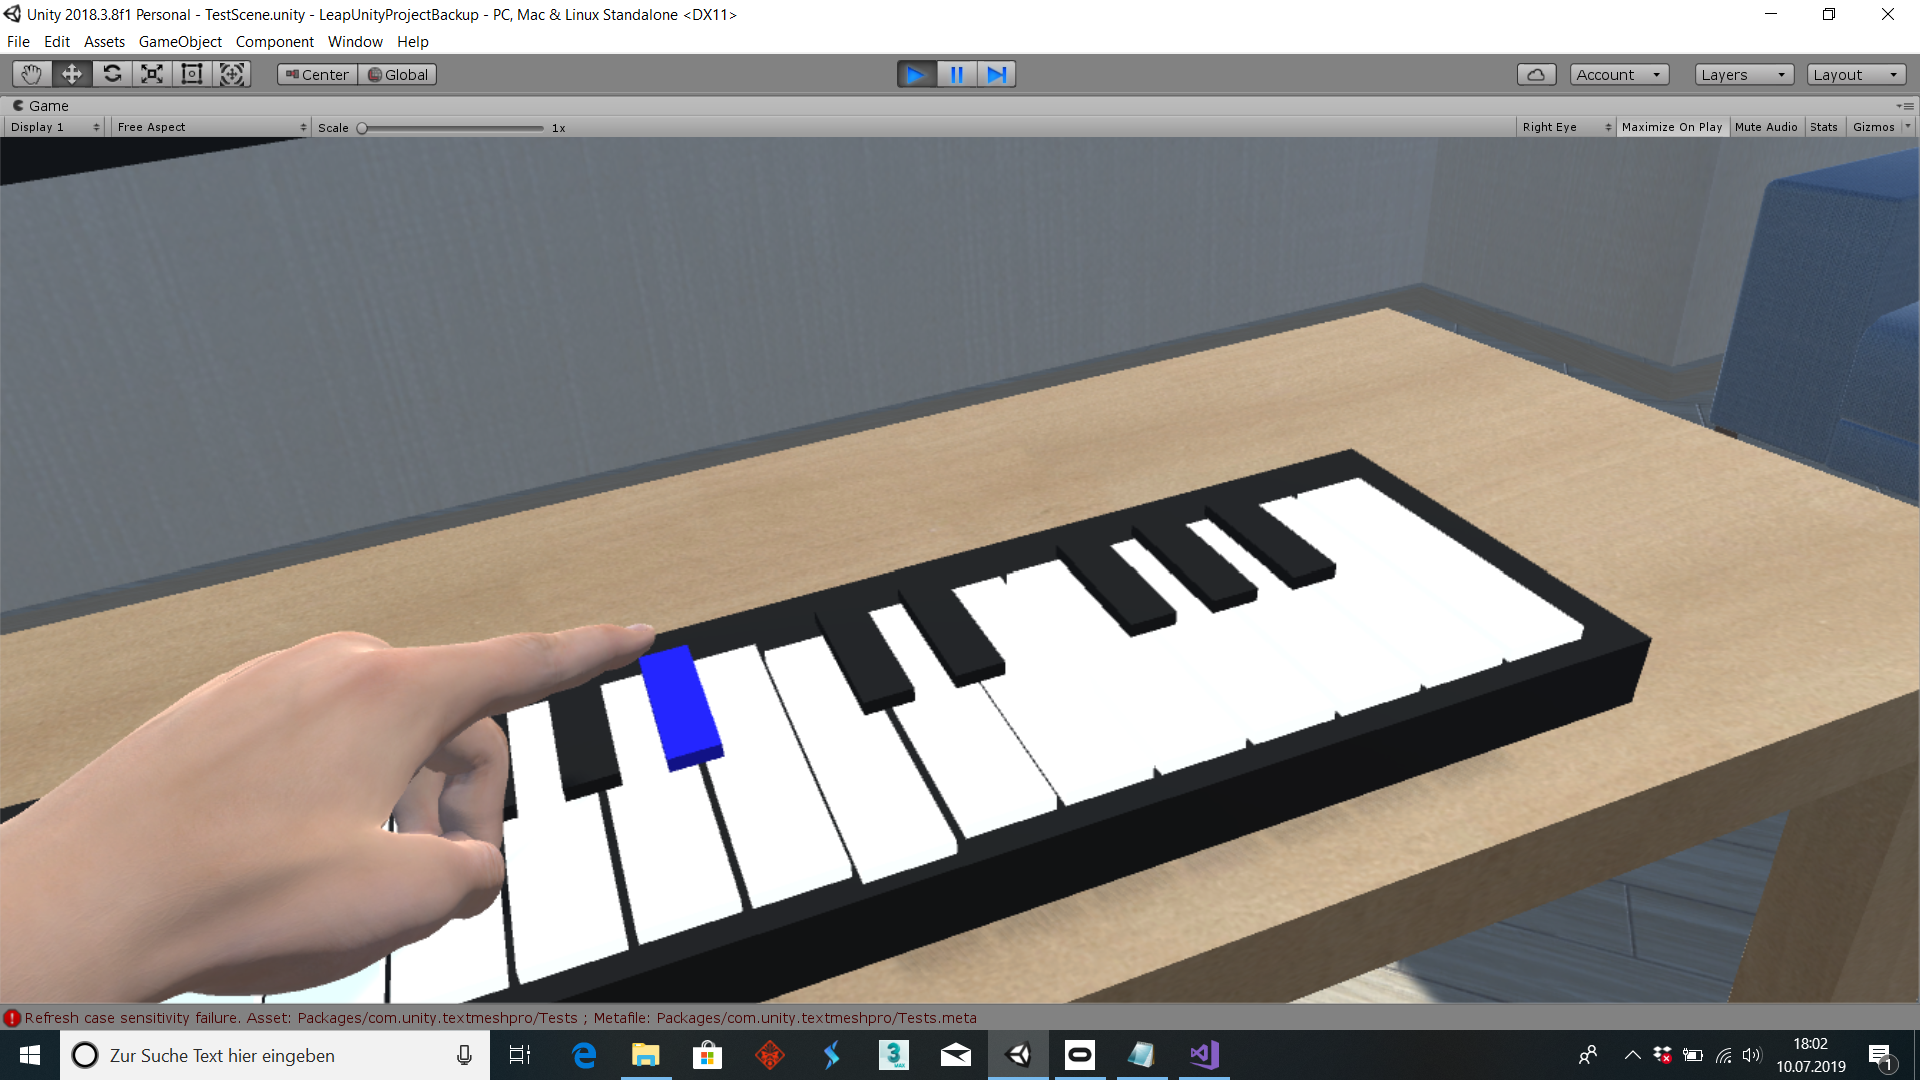 Unity 2018.3.8f1 Personal - TestScene.unity - LeapUnityProjectBackup - PC, Mac & Linux Standalone <DX11>
File Edit Assets GameObject Component Window Help
Center Global Account Layers Layout
Game
Display 1 Free Aspect Scale 1x Right Eye Maximize On Play Mute Audio Stats Gizmos
Refresh case sensitivity failure. Asset: Packages/com.unity.textmeshpro/Tests ; Metafile: Packages/com.unity.textmeshpro/Tests.meta
Zur Suche Text hier eingeben
3
MAX
18:02
10.07.2019
1